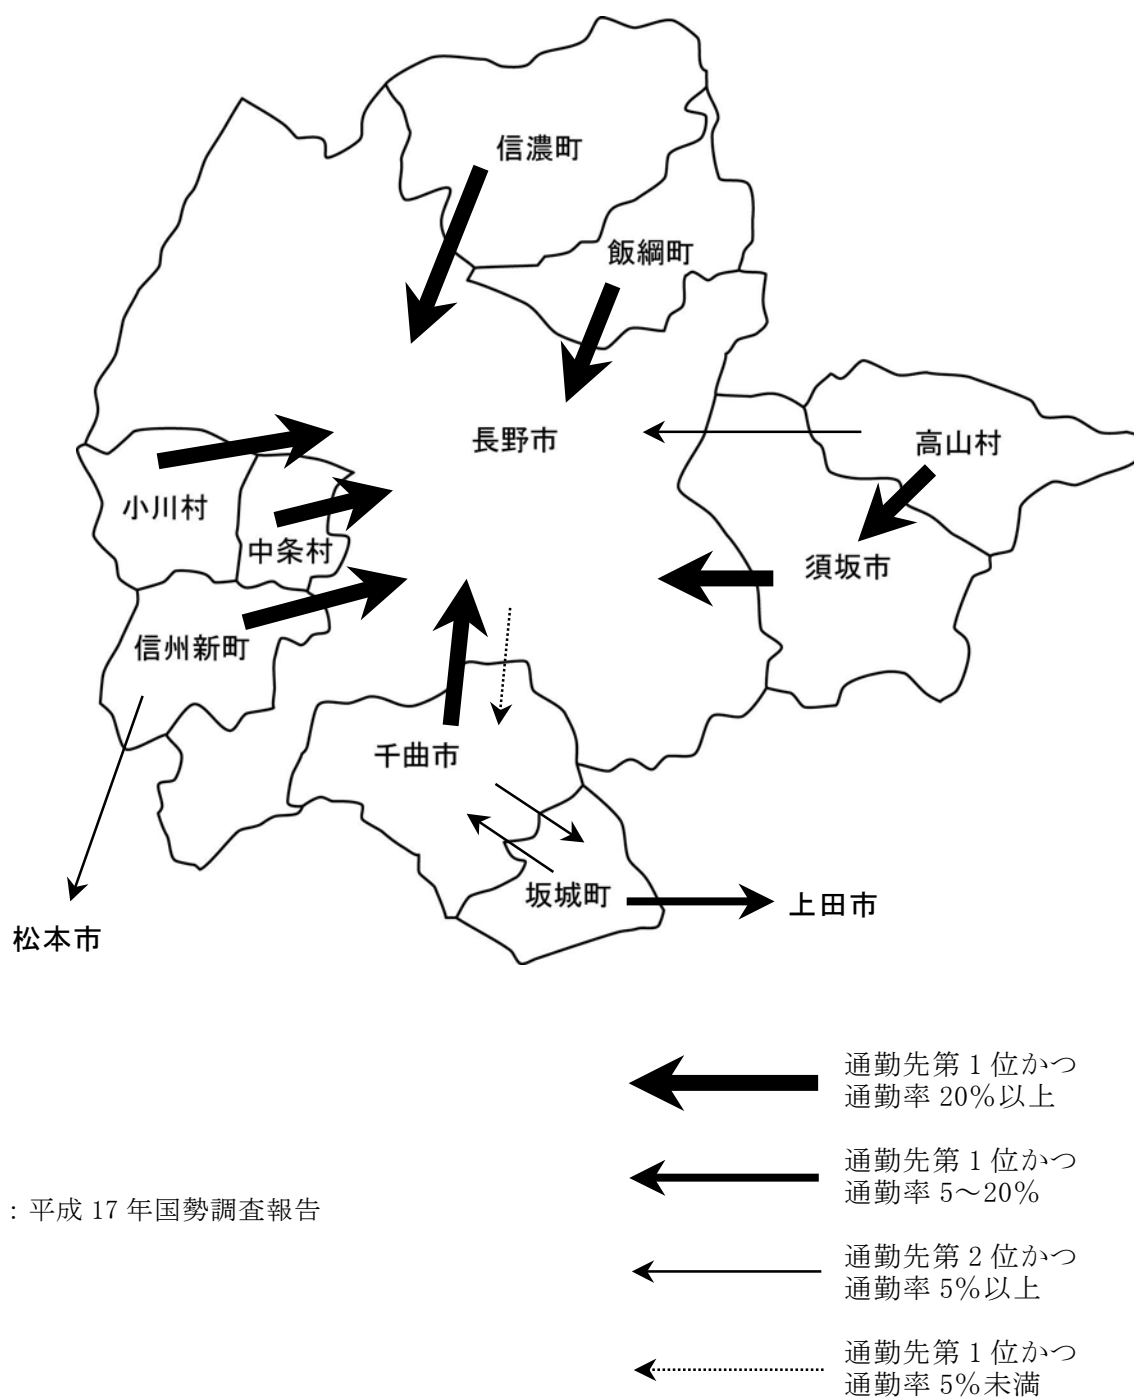 信濃町
飯綱町
長野市
高山村
小川村
中条村
須坂市
信州新町
千曲市
坂城町
上田市
松本市
通勤先第1位かつ
通勤率20%以上
通勤先第1位かつ
通勤率5～20%
：平成17年国勢調査報告
通勤先第2位かつ
通勤率5%以上
通勤先第1位かつ
通勤率5%未満